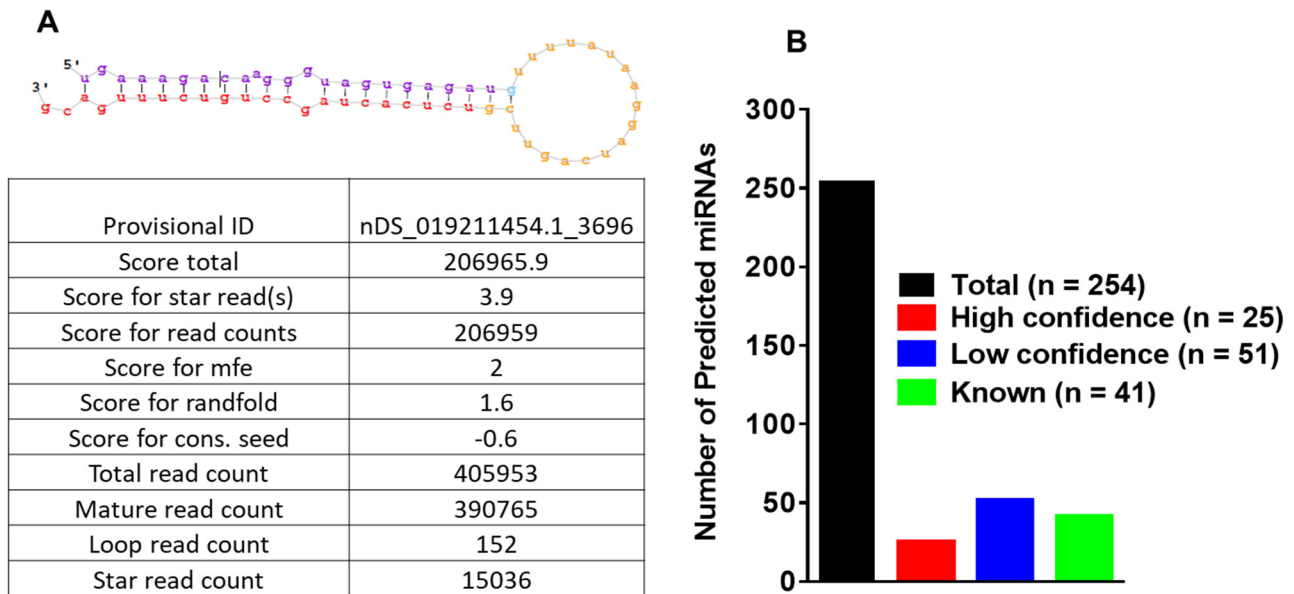 A
5' ugaaagacaaggguagugagauguuuuauaaggaucaguu
3' gcaguuucuguccgaucacucugc
Provisional ID nDS_019211454.1_3696
Score total 206965.9
Score for star read(s) 3.9
Score for read counts 206959
Score for mfe 2
Score for randfold 1.6
Score for cons. seed -0.6
Total read count 405953
Mature read count 390765
Loop read count 152
Star read count 15036
B
Number of Predicted miRNAs
300
250
200
150
100
50
0
Total (n = 254)
High confidence (n = 25)
Low confidence (n = 51)
Known (n = 41)